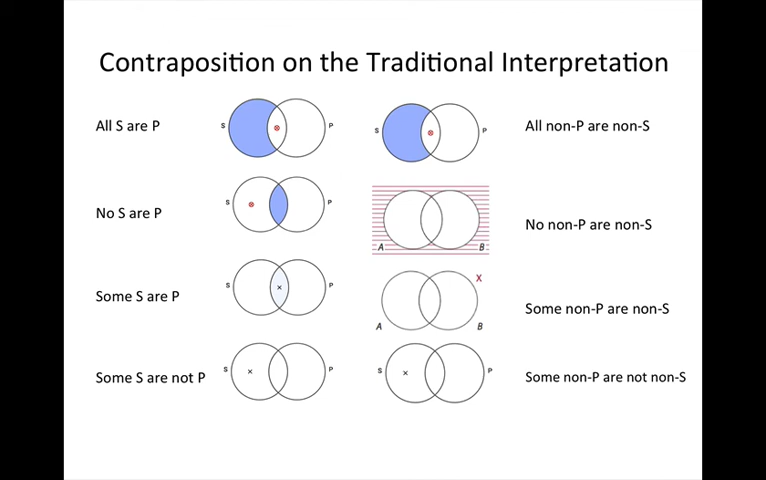 Contraposition on the Traditional Interpretation
All S are P
S
P
S
P
All non-P are non-S
No S are P
S
P
A
B
No non-P are non-S
Some S are P
S
P
X
A
B
Some non-P are non-S
Some S are not P
S
P
S
P
Some non-P are not non-S